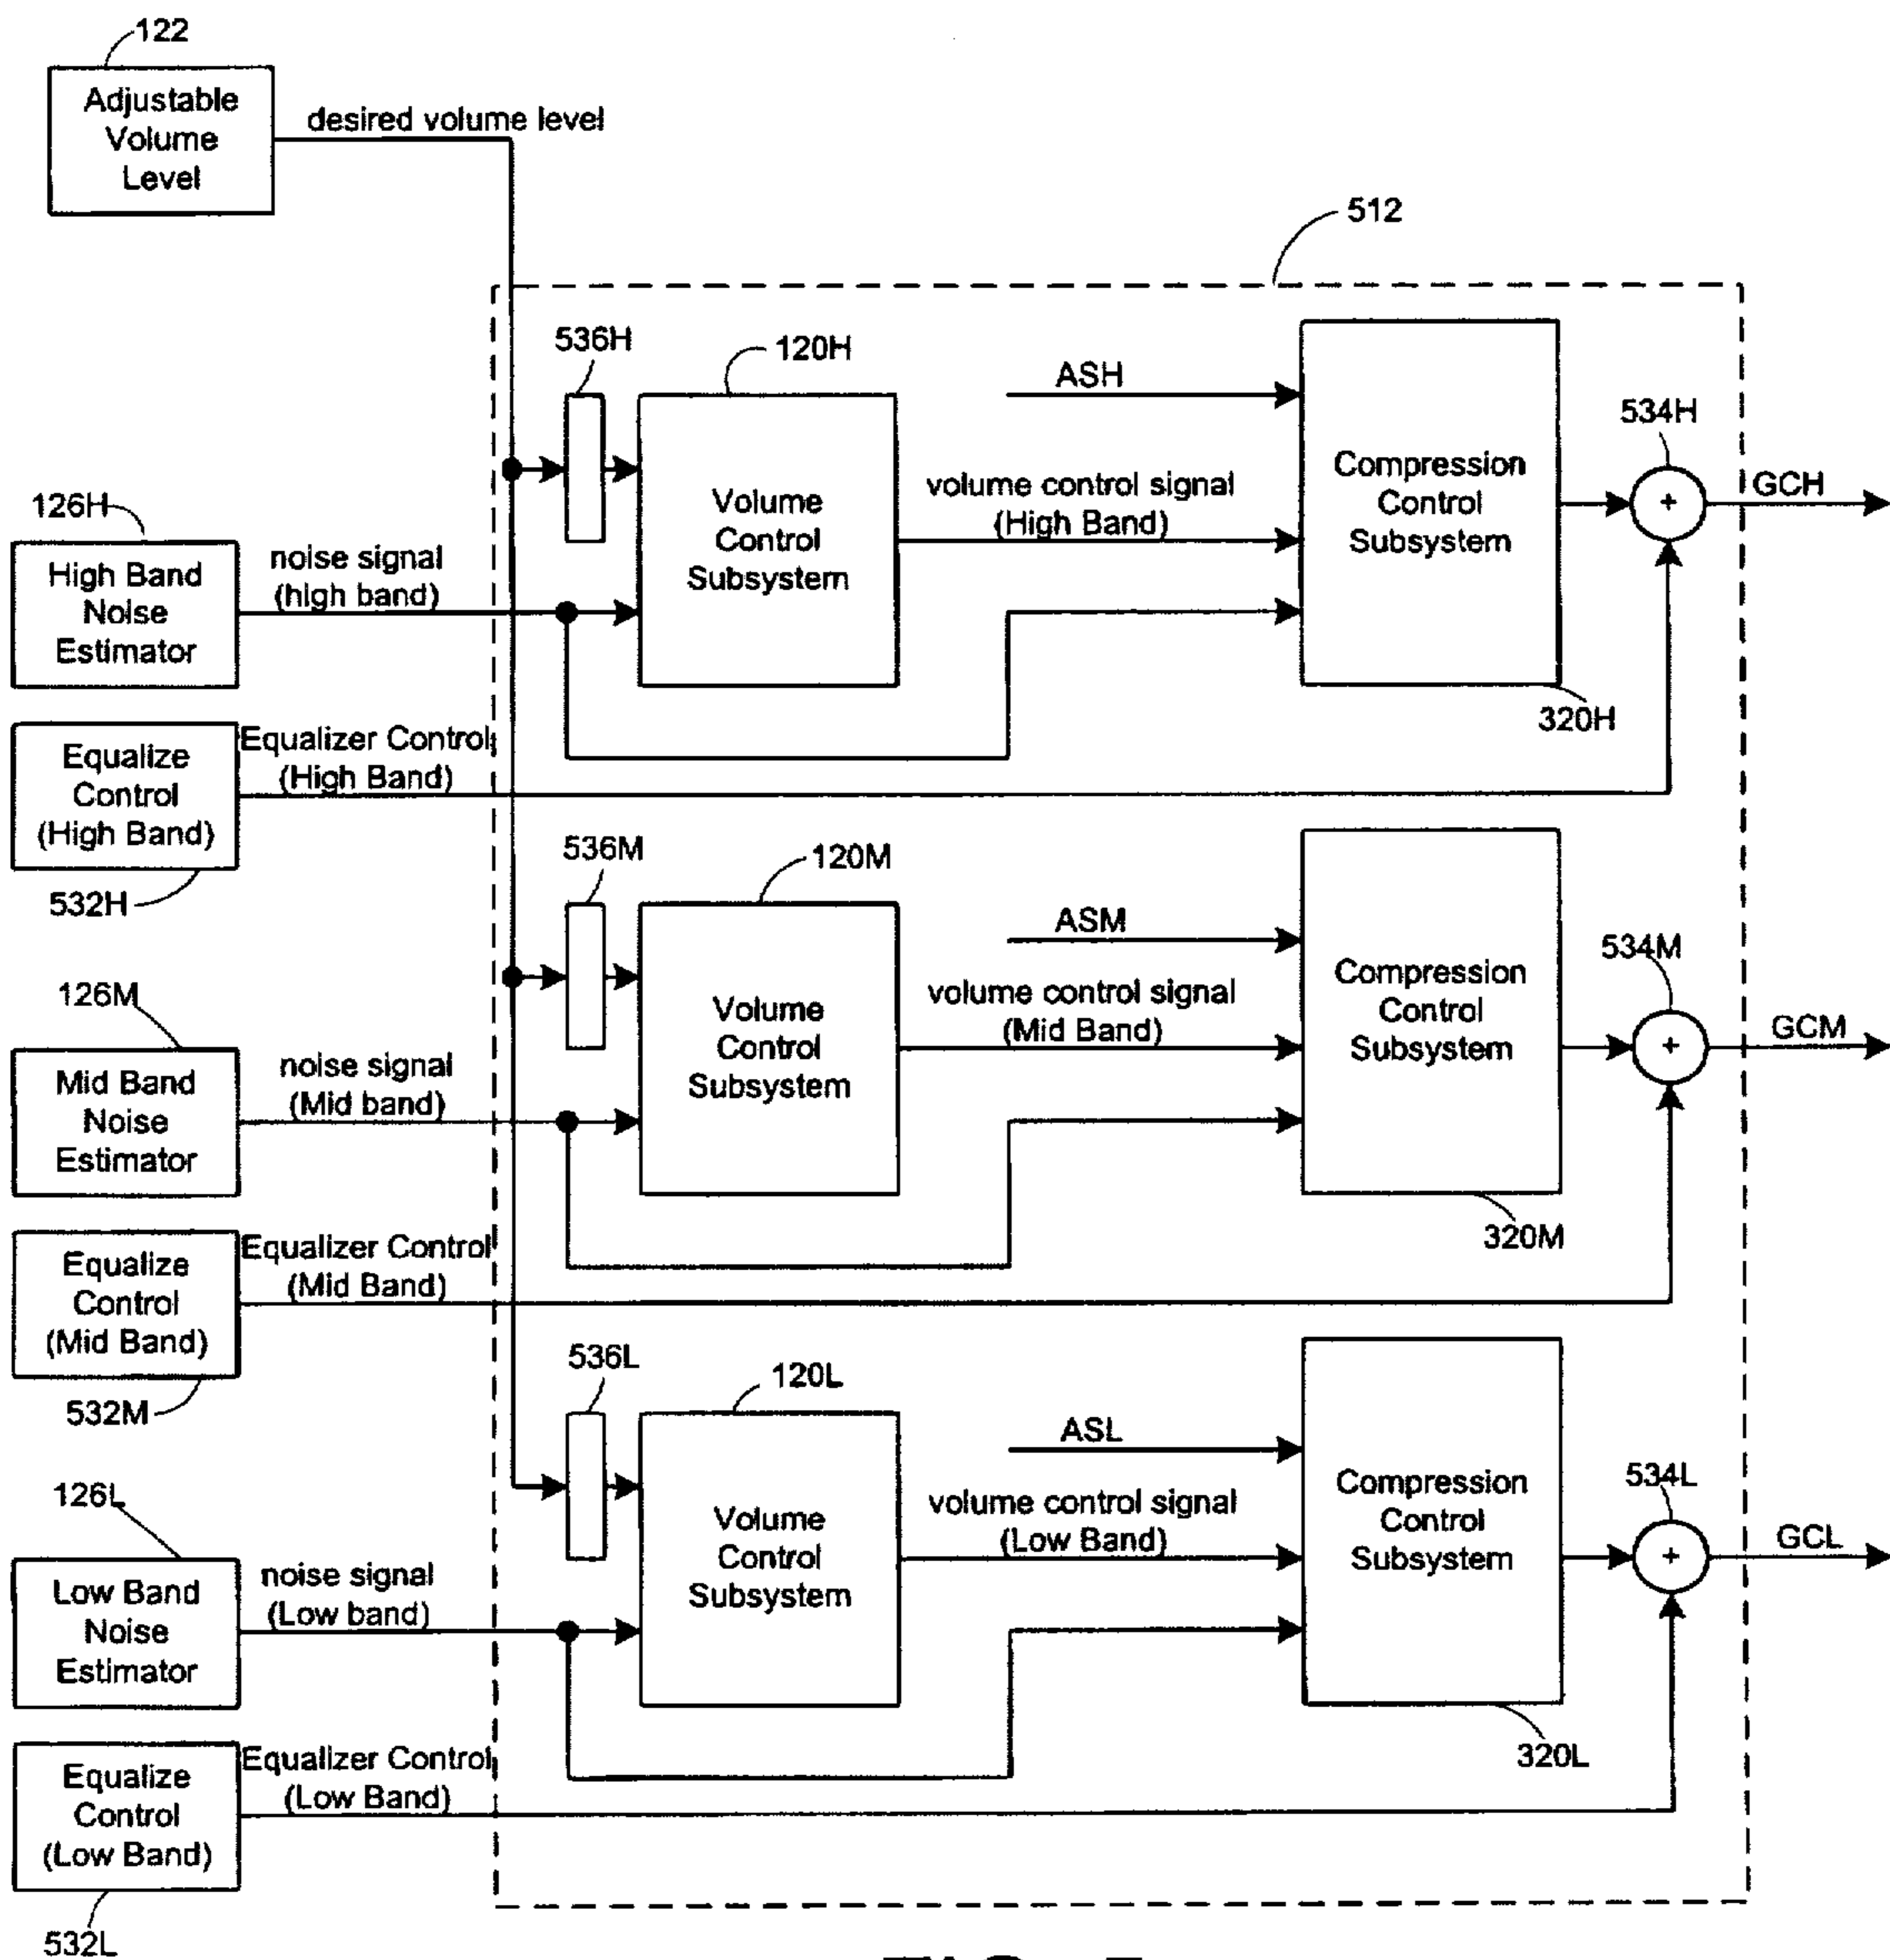 122
Adjustable
Volume
Level
desired volume level
512
536H
120H
ASH
534H
Volume
Control
Subsystem
volume control signal
(High Band)
Compression
Control
Subsystem
GCH
126H
High Band
Noise
Estimator
noise signal
(high band)
320H
Equalize
Control
(High Band)
Equalizer Control
(High Band)
532H
536M
120M
ASM
534M
Volume
Control
Subsystem
volume control signal
(Mid Band)
Compression
Control
Subsystem
GCM
126M
Mid Band
Noise
Estimator
noise signal
(Mid band)
320M
Equalize
Control
(Mid Band)
Equalizer Control
(Mid Band)
532M
536L
120L
ASL
534L
Volume
Control
Subsystem
volume control signal
(Low Band)
Compression
Control
Subsystem
GCL
126L
Low Band
Noise
Estimator
noise signal
(Low band)
320L
Equalize
Control
(Low Band)
Equalizer Control
(Low Band)
532L
+
+
+